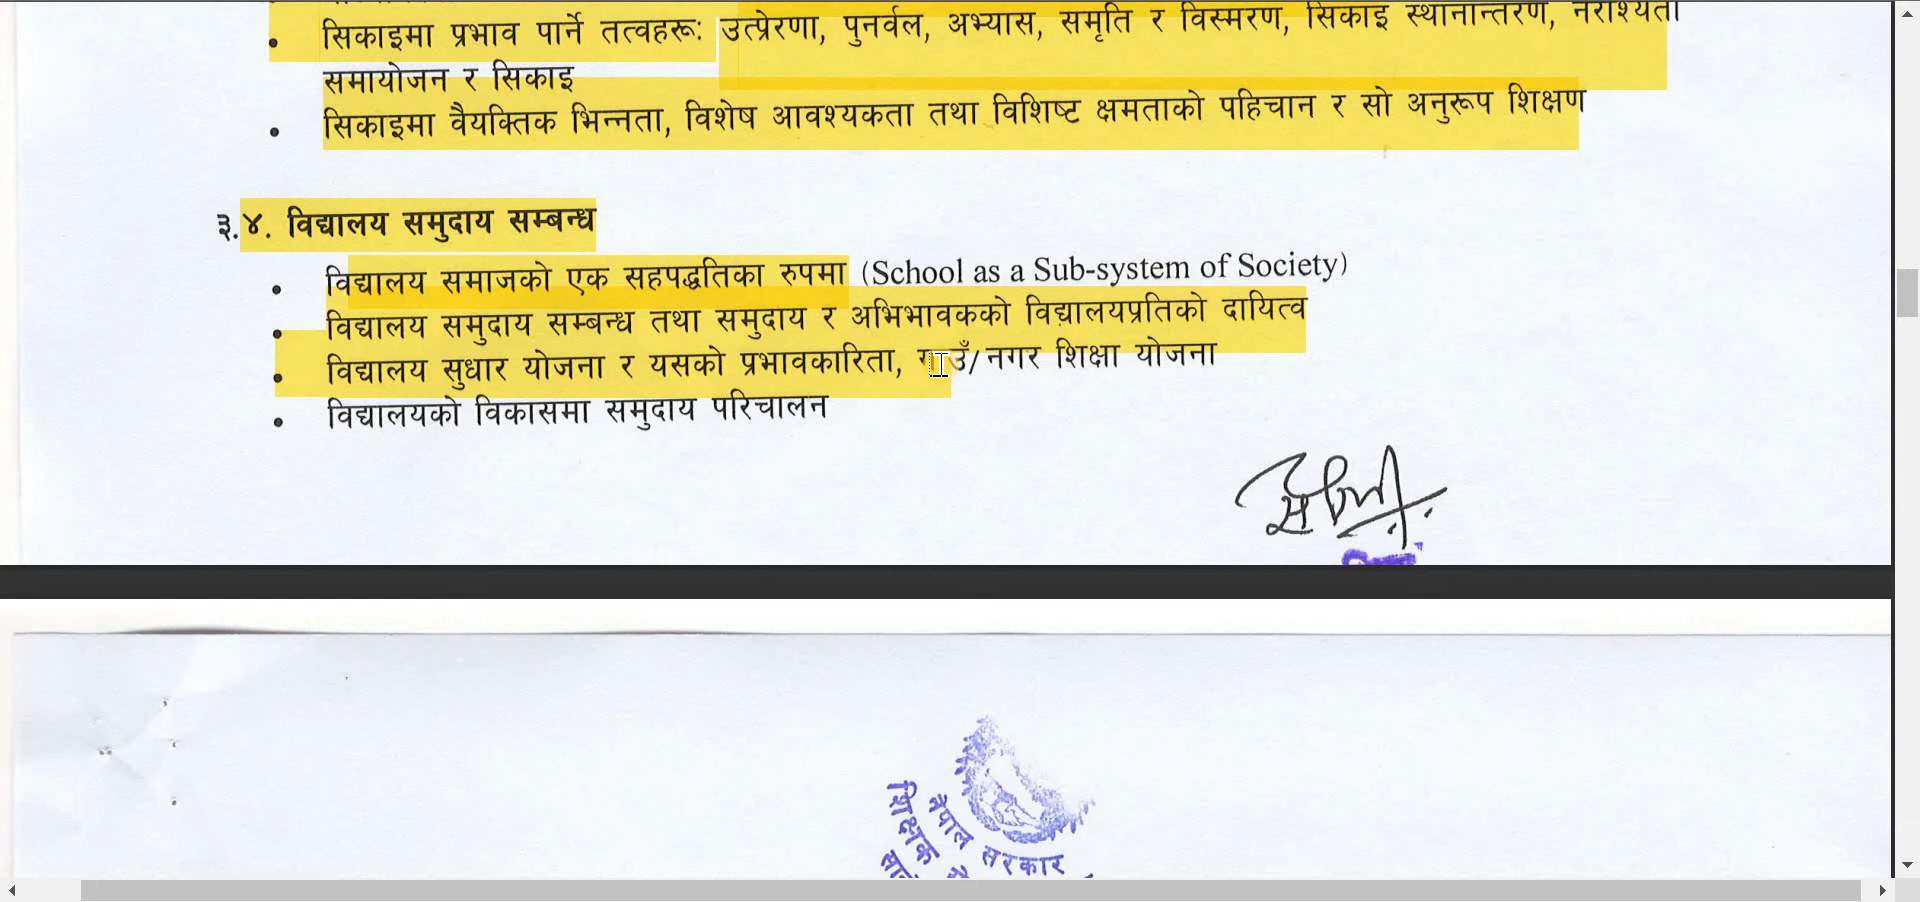 • सिकाइमा प्रभाव पार्ने तत्वहरू: उत्प्रेरणा, पुनर्वल, अभ्यास, समृति र विस्मरण, सिकाइ स्थानान्तरण, नैराश्यता
समायोजन र सिकाइ
• सिकाइमा वैयक्तिक भिन्नता, विशेष आवश्यकता तथा विशिष्ट क्षमताको पहिचान र सो अनुरूप शिक्षण
३.४. विद्यालय समुदाय सम्बन्ध
• विद्यालय समाजको एक सहपद्धतिका रुपमा (School as a Sub-system of Society)
• विद्यालय समुदाय सम्बन्ध तथा समुदाय र अभिभावकको विद्यालयप्रतिको दायित्व
• विद्यालय सुधार योजना र यसको प्रभावकारिता, गाउँ/नगर शिक्षा योजना
• विद्यालयको विकासमा समुदाय परिचालन
नेपाल सरकार
शिक्षक